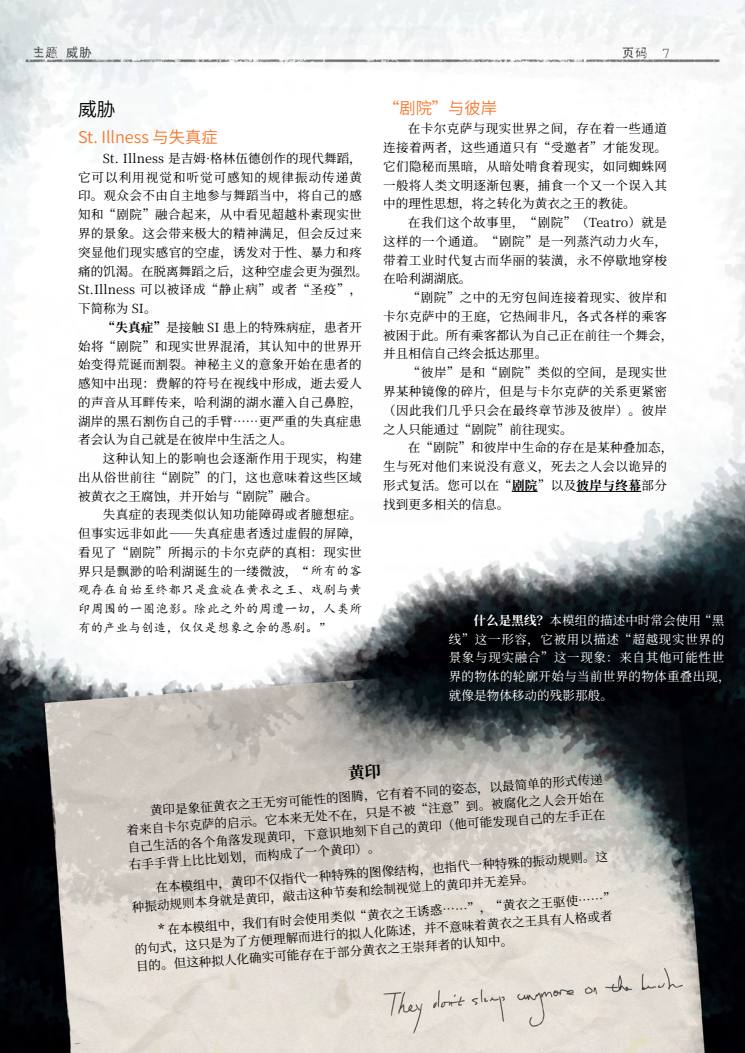 主题 威胁
页码 7
威胁
St. Illness 与失真症
St. Illness 是吉姆·格林伍德创作的现代舞蹈，
它可以利用视觉和听觉可感知的规律振动传递黄
印。观众会不由自主地参与舞蹈当中，将自己的感
知和“剧院”融合起来，从中看见超越朴素现实世
界的景象。这会带来极大的精神满足，但会反过来
突显他们现实感官的空虚，诱发对于性、暴力和疼
痛的饥渴。在脱离舞蹈之后，这种空虚会更为强烈。
St.Illness 可以被译成“静止病”或者“圣疫”，
下简称为 SI。
“失真症”是接触 SI 患上的特殊病症，患者开
始将“剧院”和现实世界混淆，其认知中的世界开
始变得荒诞而割裂。神秘主义的意象开始在患者的
感知中出现：费解的符号在视线中形成，逝去爱人
的声音从耳畔传来，哈利湖的湖水灌入自己鼻腔，
湖岸的黑石割伤自己的手臂……更严重的失真症患
者会认为自己就是在彼岸中生活之人。
这种认知上的影响也会逐渐作用于现实，构建
出从俗世前往“剧院”的门，这也意味着这些区域
被黄衣之王腐蚀，并开始与“剧院”融合。
失真症的表现类似认知功能障碍或者臆想症。
但事实远非如此——失真症患者透过虚假的屏障，
看见了“剧院”所揭示的卡尔克萨的真相：现实世
界只是飘渺的哈利湖诞生的一缕微波，“所有的客
观存在自始至终都只是盘旋在黄衣之王、戏剧与黄
印周围的一圈泡影。除此之外的周遭一切，人类所
有的产业与创造，仅仅是想象之余的愚刷。”
“剧院”与彼岸
在卡尔克萨与现实世界之间，存在着一些通道
连接着两者，这些通道只有“受邀者”才能发现。
它们隐秘而黑暗，从暗处啃食着现实，如同蜘蛛网
一般将人类文明逐渐包裹，捕食一个又一个误入其
中的理性思想，将之转化为黄衣之王的教徒。
在我们这个故事里，“剧院”（Teatro）就是
这样的一个通道。“剧院”是一列蒸汽动力火车，
带着工业时代复古而华丽的装潢，永不停歇地穿梭
在哈利湖湖底。
“剧院”之中的无穷包间连接着现实、彼岸和
卡尔克萨中的王庭，它热闹非凡，各式各样的乘客
被困于此。所有乘客都认为自己正在前往一个舞会，
并且相信自己终会抵达那里。
“彼岸”是和“剧院”类似的空间，是现实世
界某种镜像的碎片，但是与卡尔克萨的关系更紧密
（因此我们几乎只会在最终章节涉及彼岸）。彼岸
之人只能通过“剧院”前往现实。
在“剧院”和彼岸中生命的存在是某种叠加态，
生与死对他们来说没有意义，死去之人会以诡异的
形式复活。您可以在“剧院”以及彼岸与终幕部分
找到更多相关的信息。
什么是黑线？本模组的描述中时常会使用“黑
线”这一形容，它被用以描述“超越现实世界的
景象与现实融合”这一现象：来自其他可能性世
界的物体的轮廓开始与当前世界的物体重叠出现，
就像是物体移动的残影那般。
黄印
黄印是象征黄衣之王无穷可能性的图腾，它有着不同的姿态，以最简单的形式传递
着来自卡尔克萨的启示。它本来无处不在，只是不被“注意”到。被腐化之人会开始在
自己生活的各个角落发现黄印，下意识地刻下自己的黄印（他可能发现自己的左手正在
右手手背上比比划划，而构成了一个黄印）。
在本模组中，黄印不仅指代一种特殊的图像结构，也指代一种特殊的振动规则。这
种振动规则本身就是黄印，敲击这种节奏和绘制视觉上的黄印并无差异。
*在本模组中，我们有时会使用类似“黄衣之王诱惑……”，“黄衣之王驱使……”
的句式，这只是为了方便理解而进行的拟人化陈述，并不意味着黄衣之王具有人格或者
目的。但这种拟人化确实可能存在于部分黄衣之王崇拜者的认知中。
They don't sleep anymore on the beach